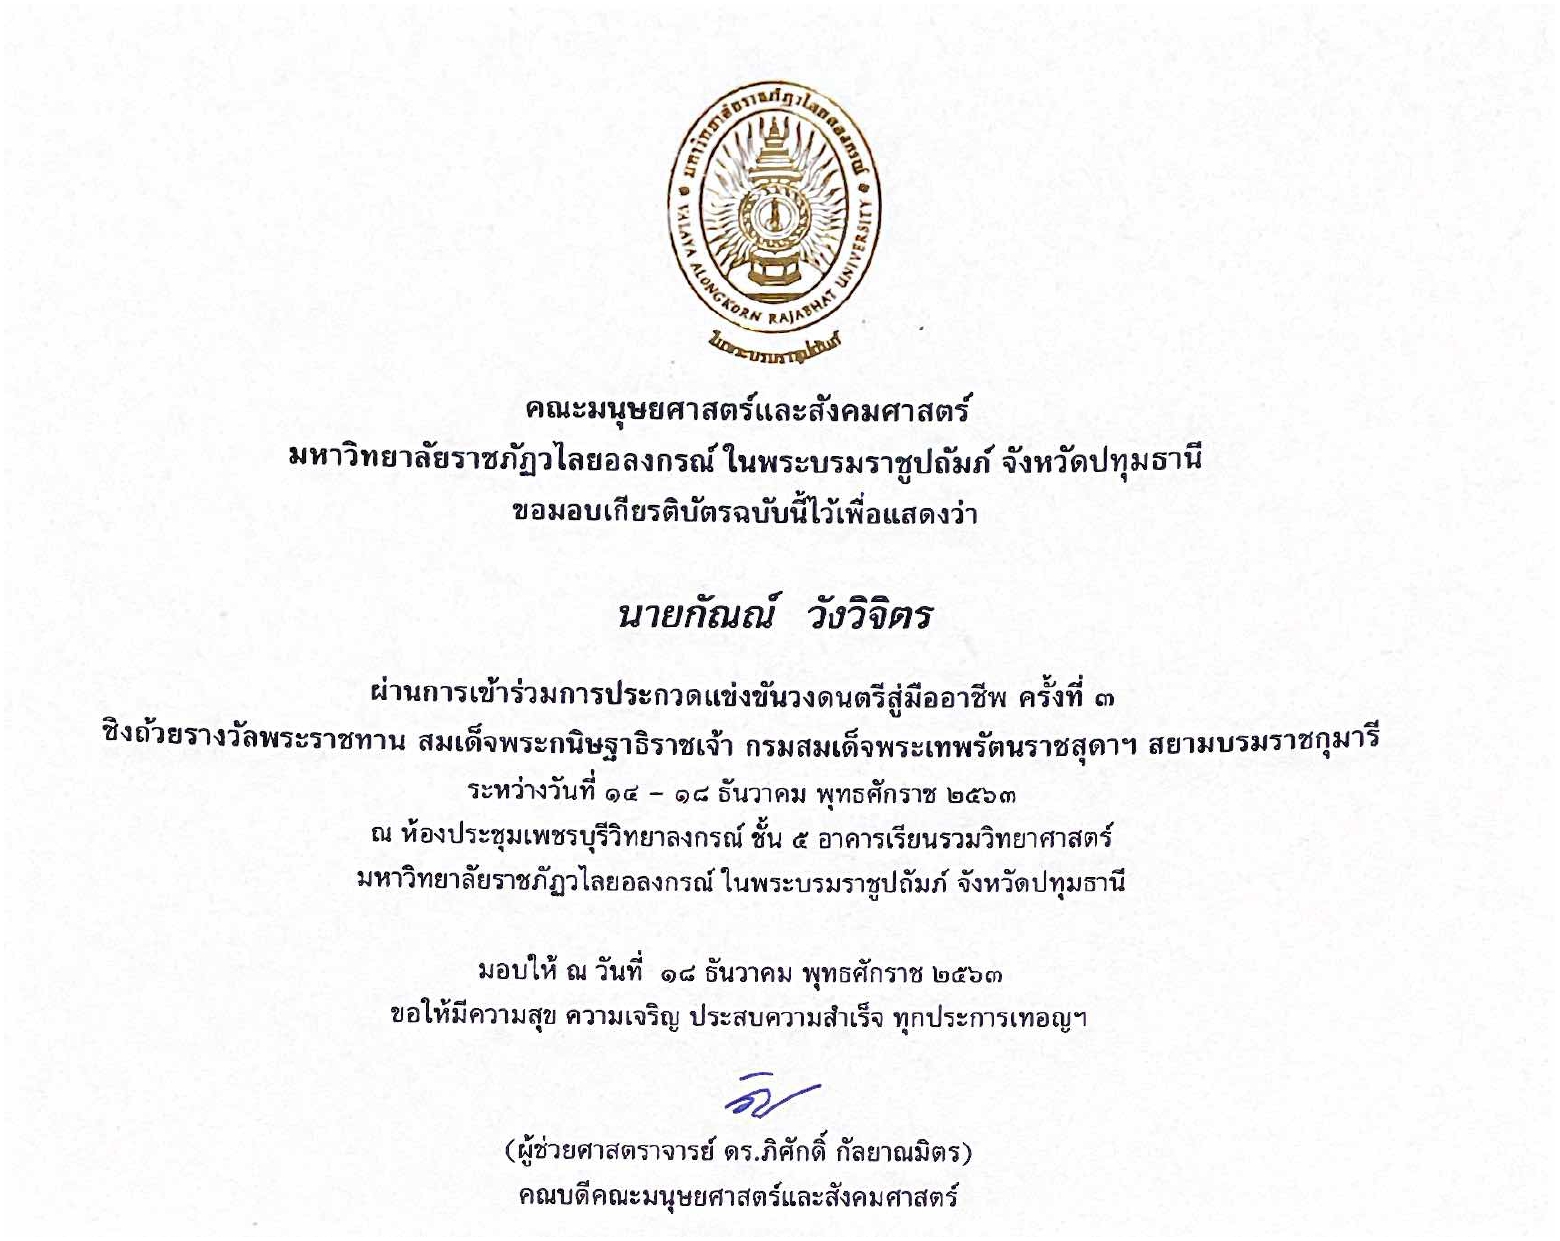 มหาวิทยาลัยราชภัฏวไลยอลงกรณ์
VALAYA ALONGKORN RAJABHAT UNIVERSITY
ในพระบรมราชูปถัมภ์
คณะมนุษยศาสตร์และสังคมศาสตร์
มหาวิทยาลัยราชภัฏวไลยอลงกรณ์ ในพระบรมราชูปถัมภ์ จังหวัดปทุมธานี
ขอมอบเกียรติบัตรฉบับนี้ไว้เพื่อแสดงว่า
นายกัณณ์ วังวิจิตร
ผ่านการเข้าร่วมการประกวดแข่งขันวงดนตรีสู่มืออาชีพ ครั้งที่ ๓
ชิงถ้วยรางวัลพระราชทาน สมเด็จพระกนิษฐาธิราชเจ้า กรมสมเด็จพระเทพรัตนราชสุดาฯ สยามบรมราชกุมารี
ระหว่างวันที่ ๑๔ – ๑๘ ธันวาคม พุทธศักราช ๒๕๖๓
ณ ห้องประชุมเพชรบุรีวิทยาลงกรณ์ ชั้น ๕ อาคารเรียนรวมวิทยาศาสตร์
มหาวิทยาลัยราชภัฏวไลยอลงกรณ์ ในพระบรมราชูปถัมภ์ จังหวัดปทุมธานี
มอบให้ ณ วันที่ ๑๘ ธันวาคม พุทธศักราช ๒๕๖๓
ขอให้มีความสุข ความเจริญ ประสบความสำเร็จ ทุกประการเทอญฯ
(ผู้ช่วยศาสตราจารย์ ดร.ภิศักดิ์ กัลยาณมิตร)
คณบดีคณะมนุษยศาสตร์และสังคมศาสตร์